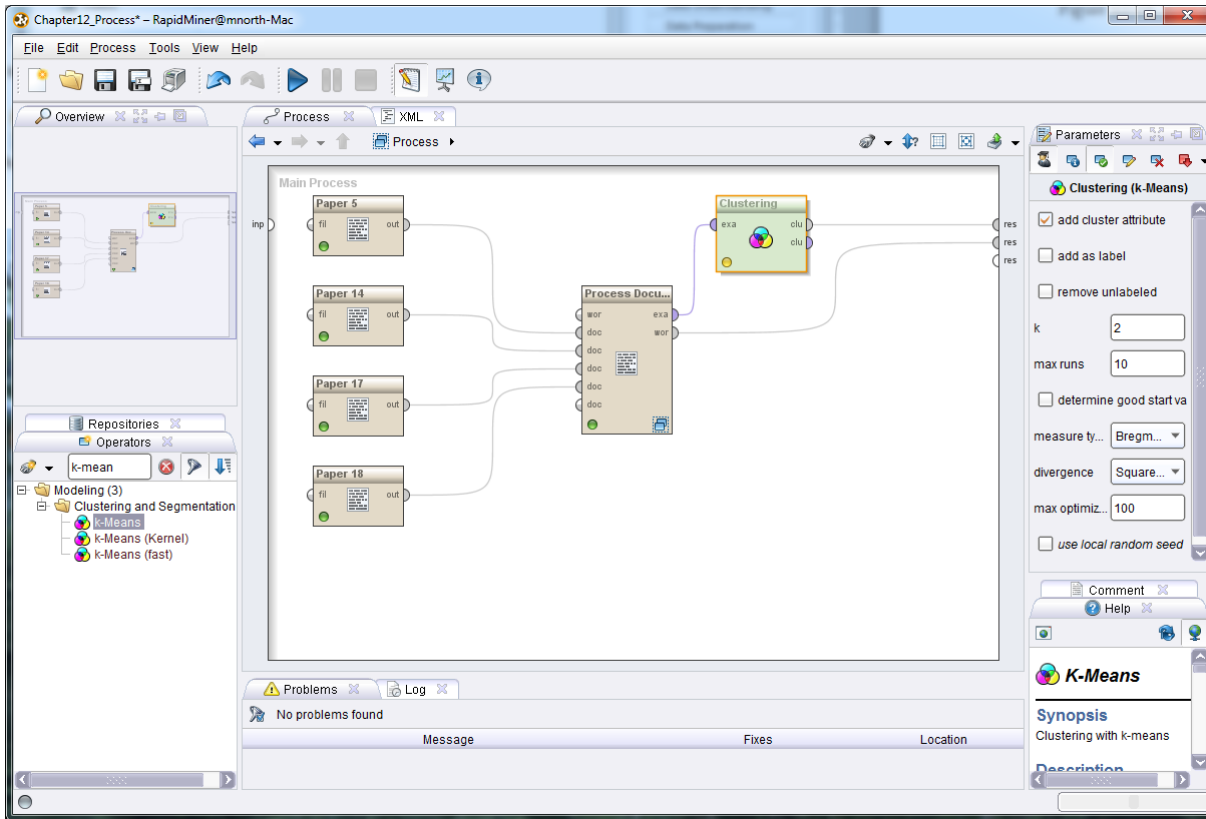 Chapter12_Process* – RapidMiner@mnorth-Mac
File Edit Process Tools View Help
Overview
Process
XML
Process
Main Process
inp
Paper 5
fil out
Paper 14
fil out
Paper 17
fil out
Paper 18
fil out
Process Docu...
wor exa
doc wor
doc
doc
doc
doc
Clustering
exa clu
clu
res
res
res
Repositories
Operators
k-mean
Modeling (3)
Clustering and Segmentation
k-Means
k-Means (Kernel)
k-Means (fast)
Problems
Log
No problems found
Message Fixes Location
Parameters
Clustering (k-Means)
add cluster attribute
add as label
remove unlabeled
k 2
max runs 10
determine good start va
measure ty... Bregm...
divergence Square...
max optimiz... 100
use local random seed
Comment
Help
K-Means
Synopsis
Clustering with k-means
Description